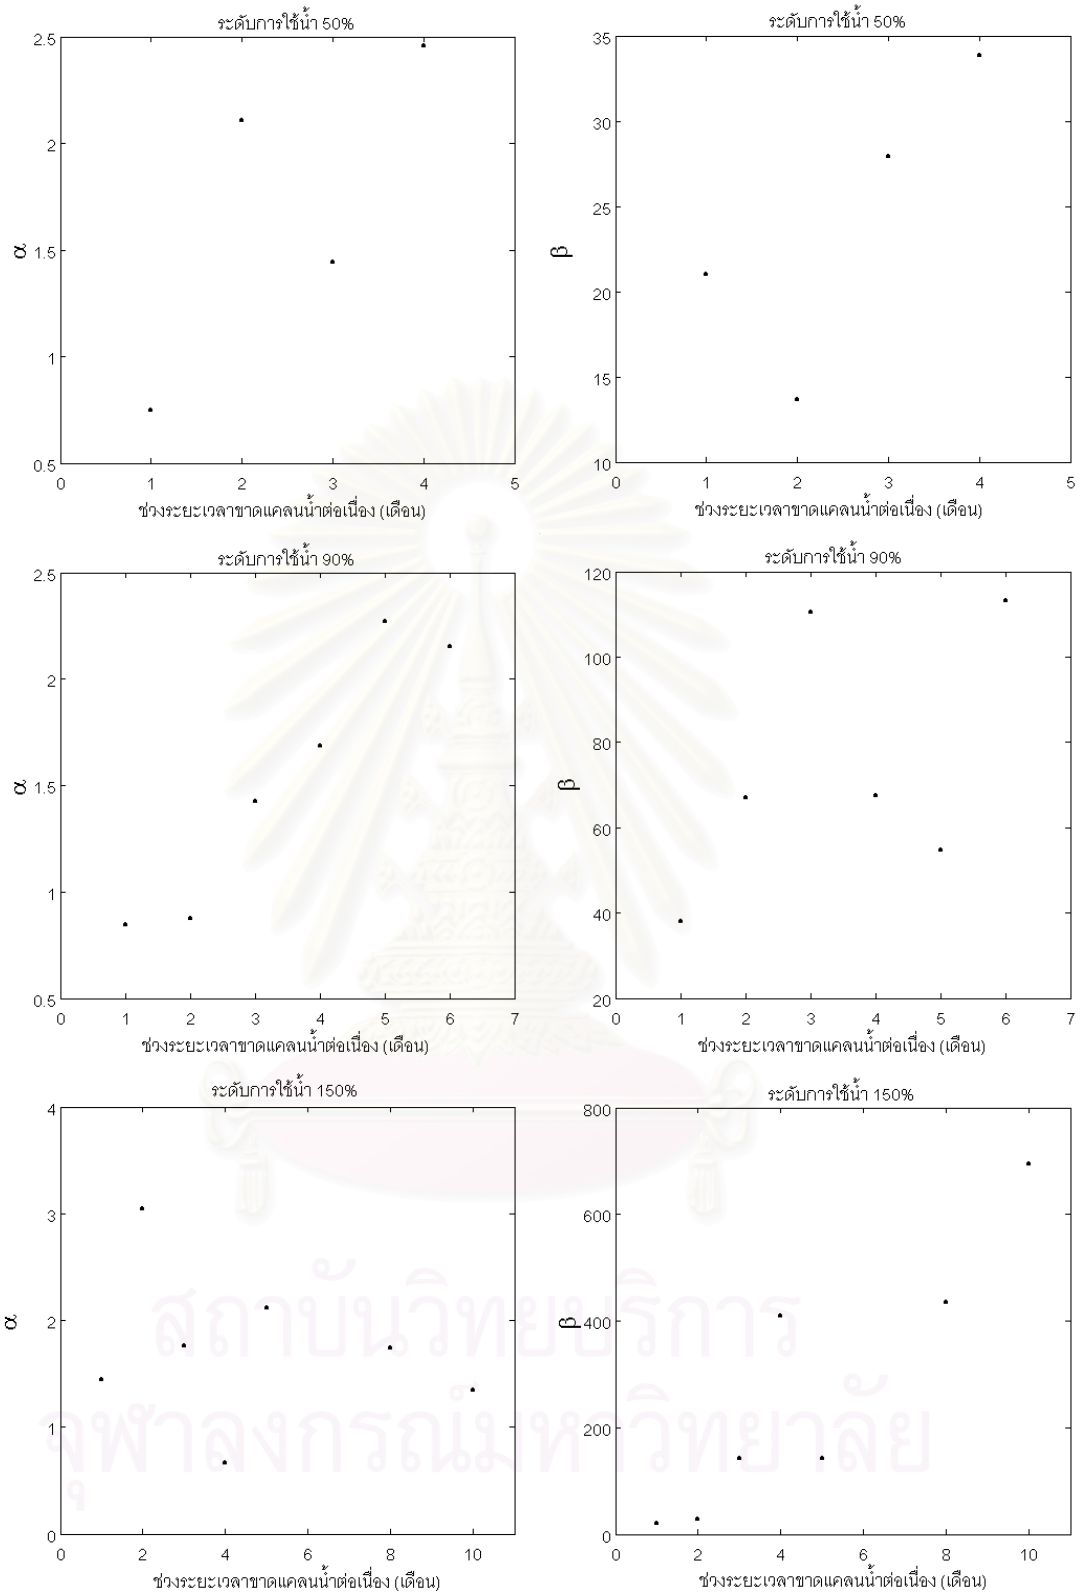 ระดับการใช้น้ำ 50%
2.5
2
1.5
1
0.5
α
0 1 2 3 4 5
ช่วงระยะเวลาขาดแคลนน้ำต่อเนื่อง (เดือน)
ระดับการใช้น้ำ 50%
35
30
25
20
15
10
β
0 1 2 3 4 5
ช่วงระยะเวลาขาดแคลนน้ำต่อเนื่อง (เดือน)
ระดับการใช้น้ำ 90%
2.5
2
1.5
1
0.5
α
0 1 2 3 4 5 6 7
ช่วงระยะเวลาขาดแคลนน้ำต่อเนื่อง (เดือน)
ระดับการใช้น้ำ 90%
120
100
80
60
40
20
β
0 1 2 3 4 5 6 7
ช่วงระยะเวลาขาดแคลนน้ำต่อเนื่อง (เดือน)
ระดับการใช้น้ำ 150%
4
3
2
1
0
α
0 2 4 6 8 10
ช่วงระยะเวลาขาดแคลนน้ำต่อเนื่อง (เดือน)
ระดับการใช้น้ำ 150%
800
600
400
200
0
β
0 2 4 6 8 10
ช่วงระยะเวลาขาดแคลนน้ำต่อเนื่อง (เดือน)
สถาบันวิทยบริการ
จุฬาลงกรณ์มหาวิทยาลัย